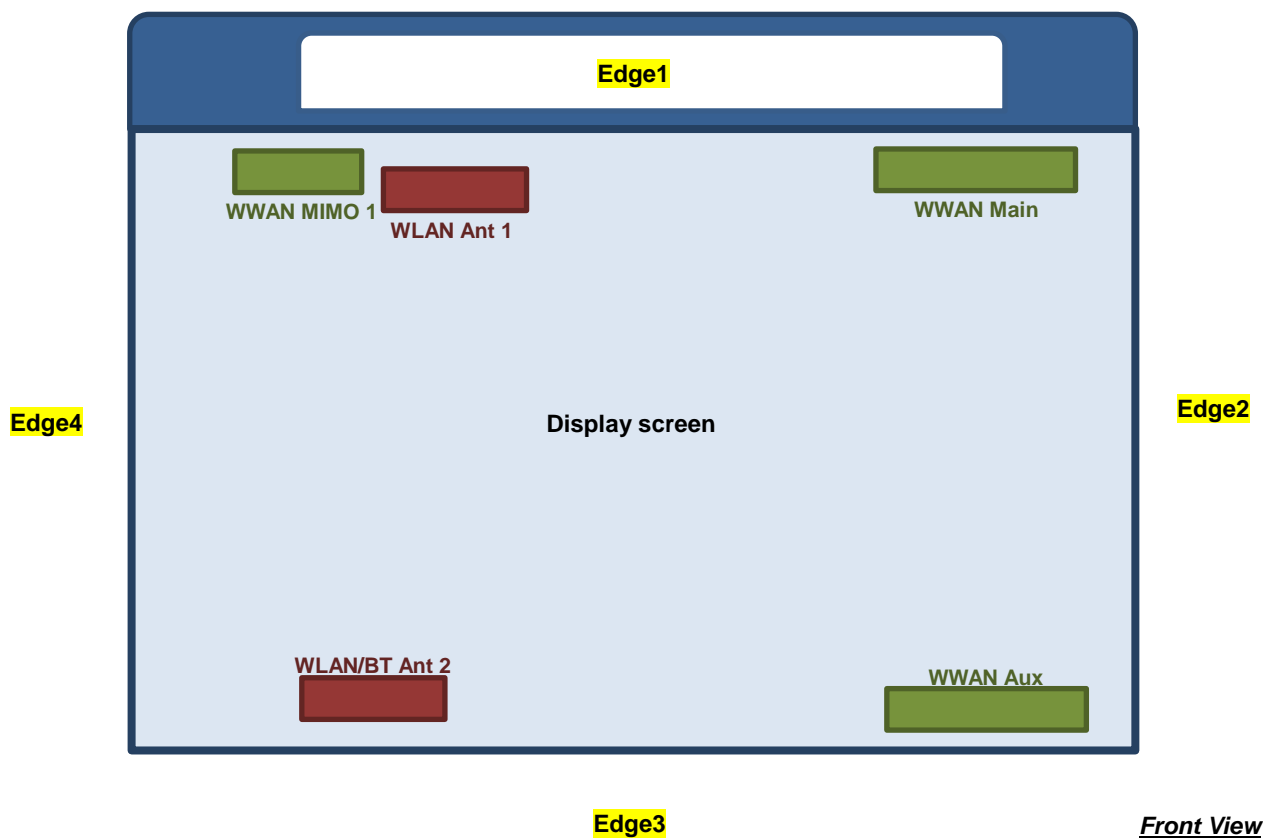 Edge1
WWAN MIMO 1
WLAN Ant 1
WWAN Main
Edge4
Display screen
Edge2
WLAN/BT Ant 2
WWAN Aux
Edge3
Front View